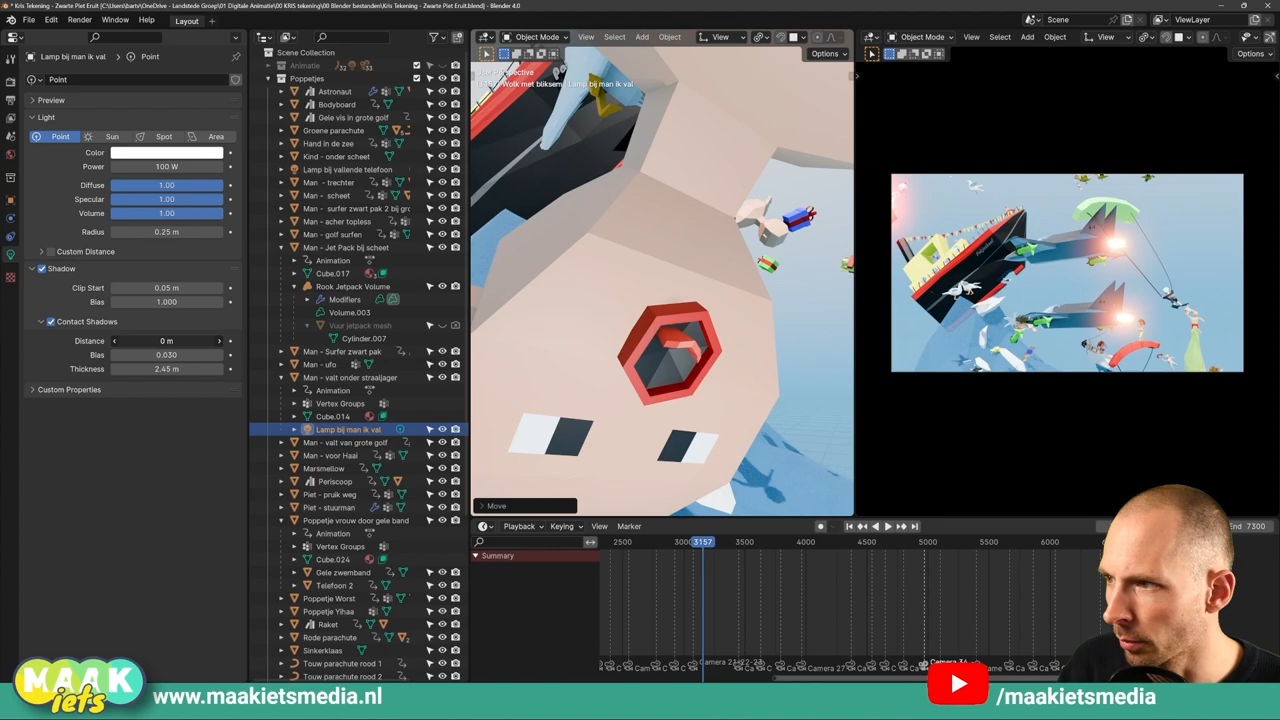 * Kris Tekening - Zwarte Piet Eruit [C:\Users\bartv\OneDrive - Landstede Groep\01 Digitale Animatie\00 KRIS tekening\00 Blender bestanden\Kris Tekening - Zwarte Piet Eruit.blend] - Blender 4.0
File Edit Render Window Help Layout Scene ViewLayer
Object Mode View Select Add Object View Object Mode View Select Add Object View
Options Options
Lamp bij man ik val > Point
Point
Preview
Light
Point Sun Spot Area
Color
Power 100 W
Diffuse 1.00
Specular 1.00
Volume 1.00
Radius 0.25 m
Custom Distance
Shadow
Clip Start 0.05 m
Bias 1.000
Contact Shadows
Distance 0 m
Bias 0.030
Thickness 2.45 m
Custom Properties
Scene Collection
Animatie 32 33
Poppetjes
Astronaut
Bodyboard
Gele vis in grote golf
Groene parachute
Hand in de zee
Kind - onder scheet
Lamp bij vallende telefoon
Man - trechter
Man - scheet
Man - surfer zwart pak 2 bij gr
Man - acher topless
Man - golf surfen
Man - Jet Pack bij scheet
Animation
Cube.017
Rook Jetpack Volume
Modifiers
Volume.003
Vuur jetpack mesh
Cylinder.007
Man - Surfer zwart pak
Man - ufo
Man - valt onder straaljager
Animation
Vertex Groups
Cube.014
Lamp bij man ik val
Man - valt van grote golf
Man - voor Haai
Marsmellow
Periscoop
Piet - pruik weg
Piet - stuurman
Poppetje vrouw door gele band
Animation
Vertex Groups
Cube.024
Gele zwemband
Telefoon 2
Poppetje Worst
Poppetje Yihaa
Raket
Rode parachute
Sinkerklaas
Touw parachute rood 1
Touw parachute rood 2
Wolk met bliksem | Lamp bij man ik val
Move
Playback Keying View Marker End 7300
2500 3000 3157 3500 4000 4500 5000 5500 6000
Summary
Camera 27 Camera 34
MAAK
iets
www.maakietsmedia.nl
/maakietsmedia